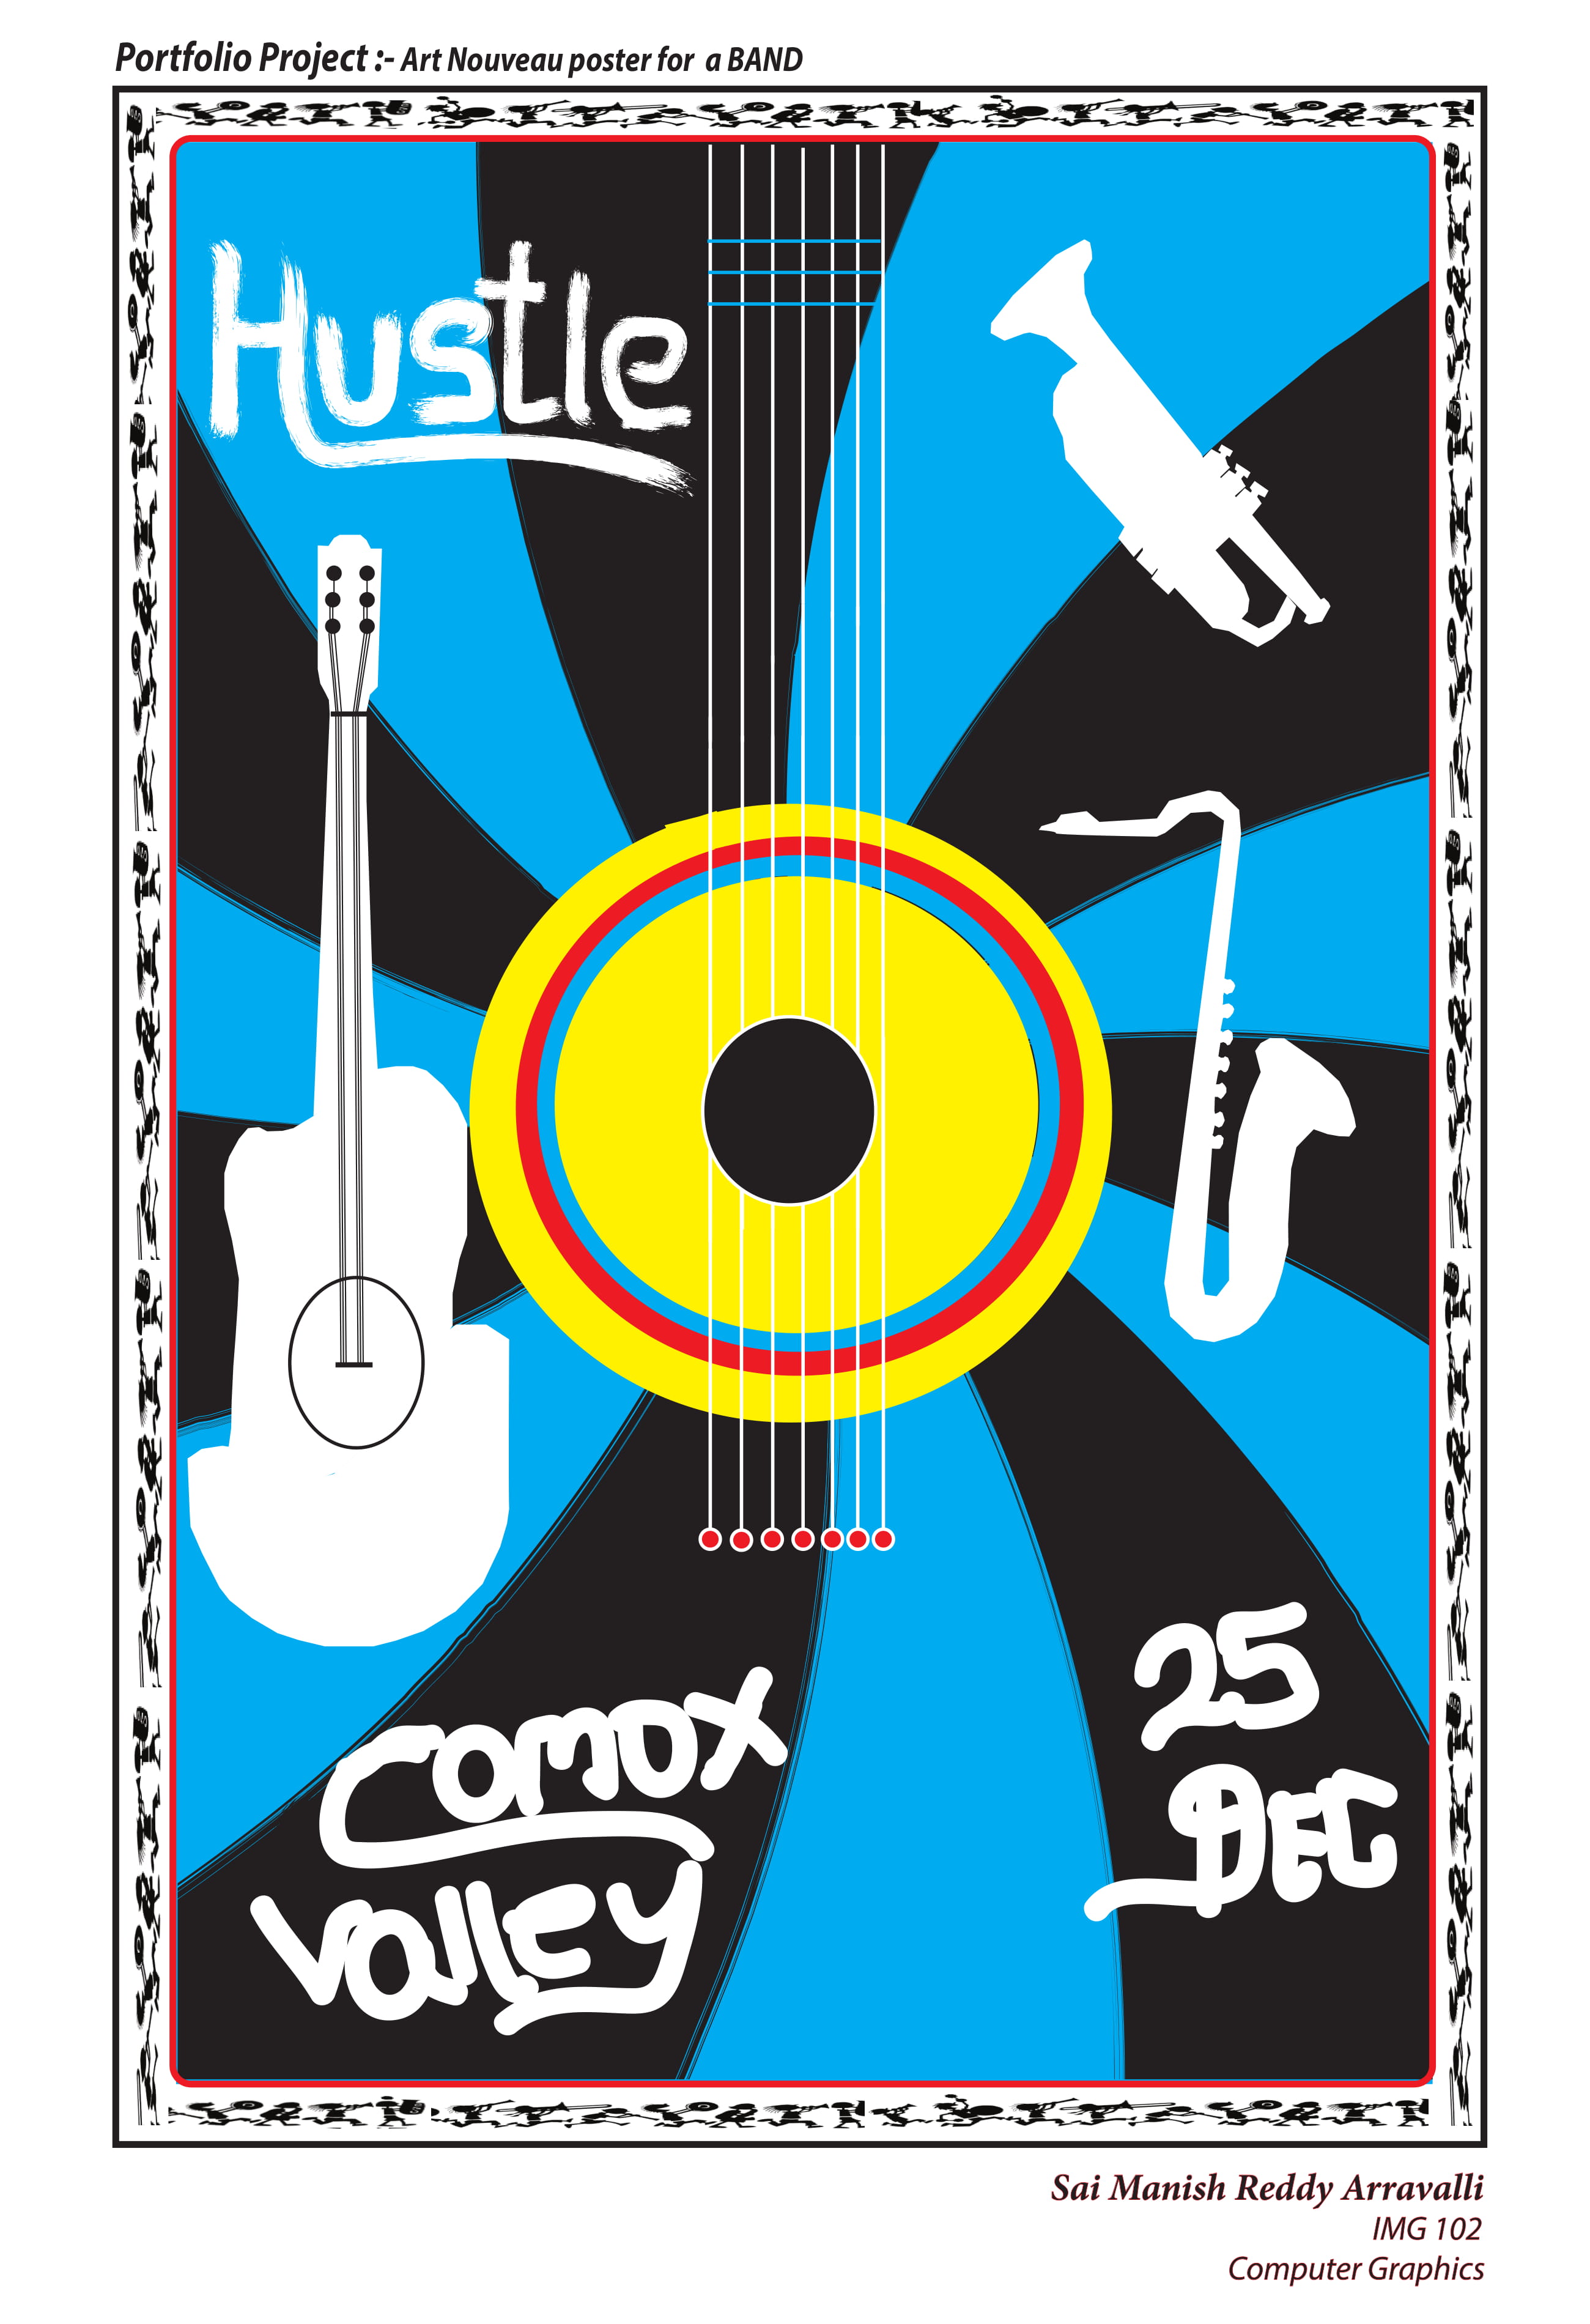 Portfolio Project :- Art Nouveau poster for a BAND
Hustle
25
DEC
Comox
VallEy
Sai Manish Reddy Arravalli
IMG 102
Computer Graphics